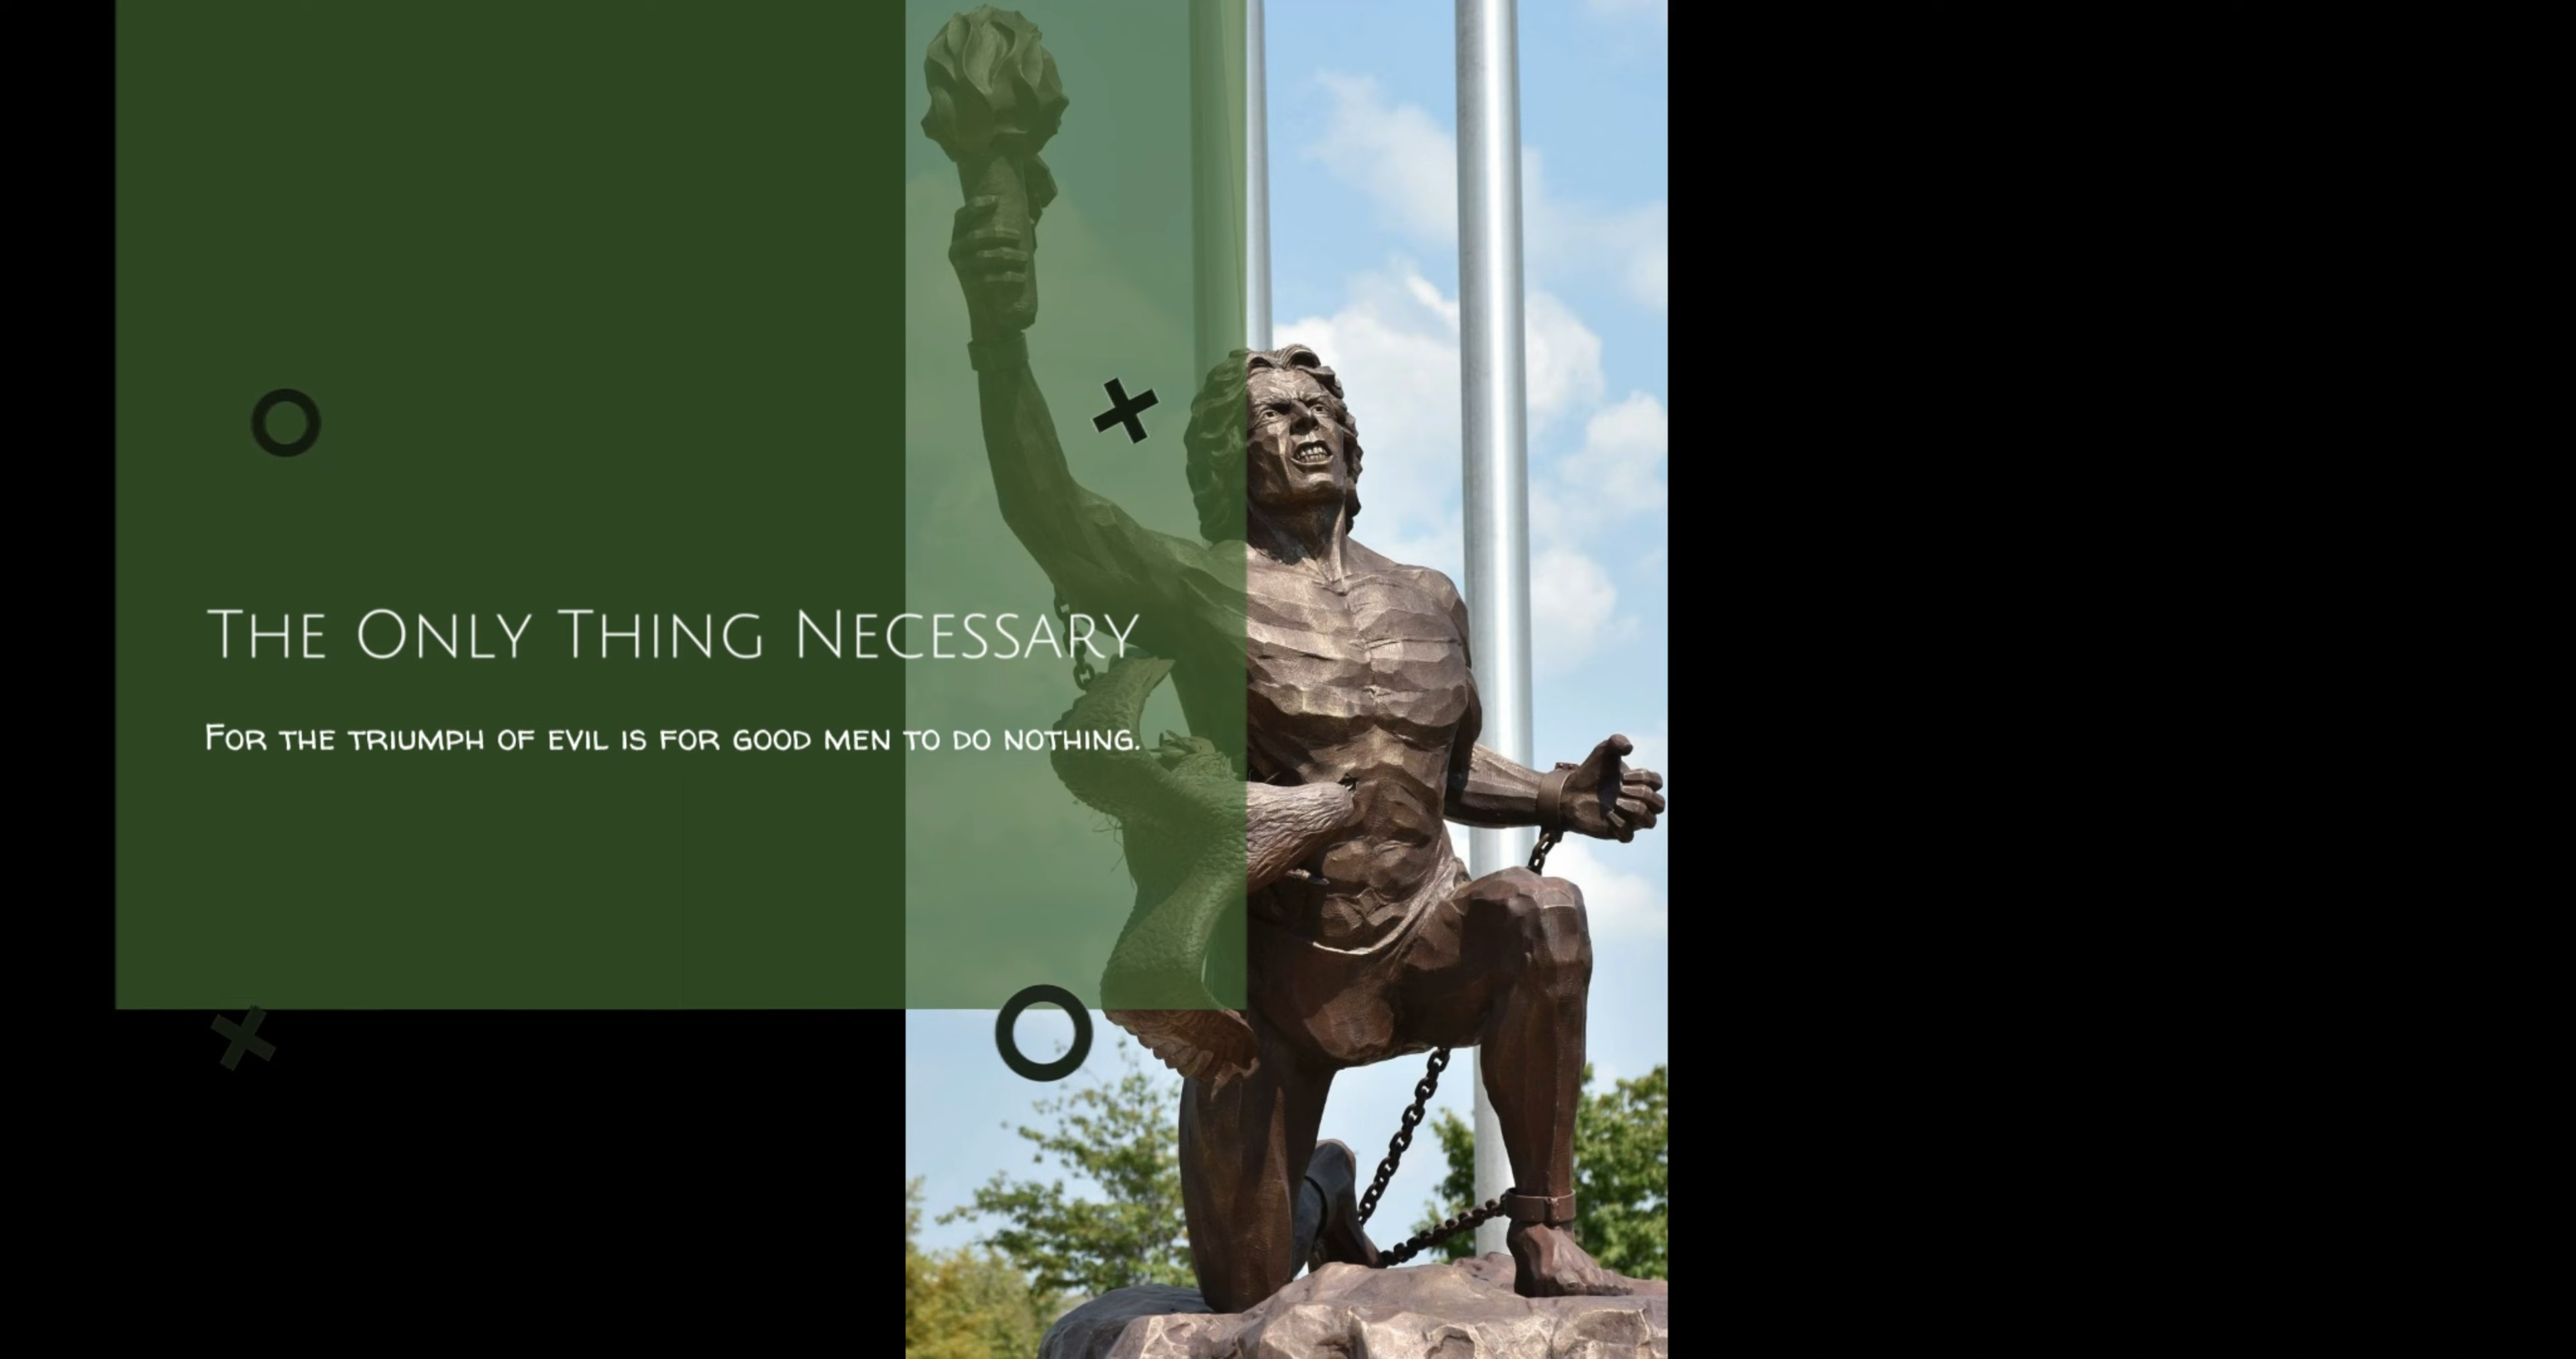 The Only Thing Necessary
For the triumph of evil is for good men to do nothing.